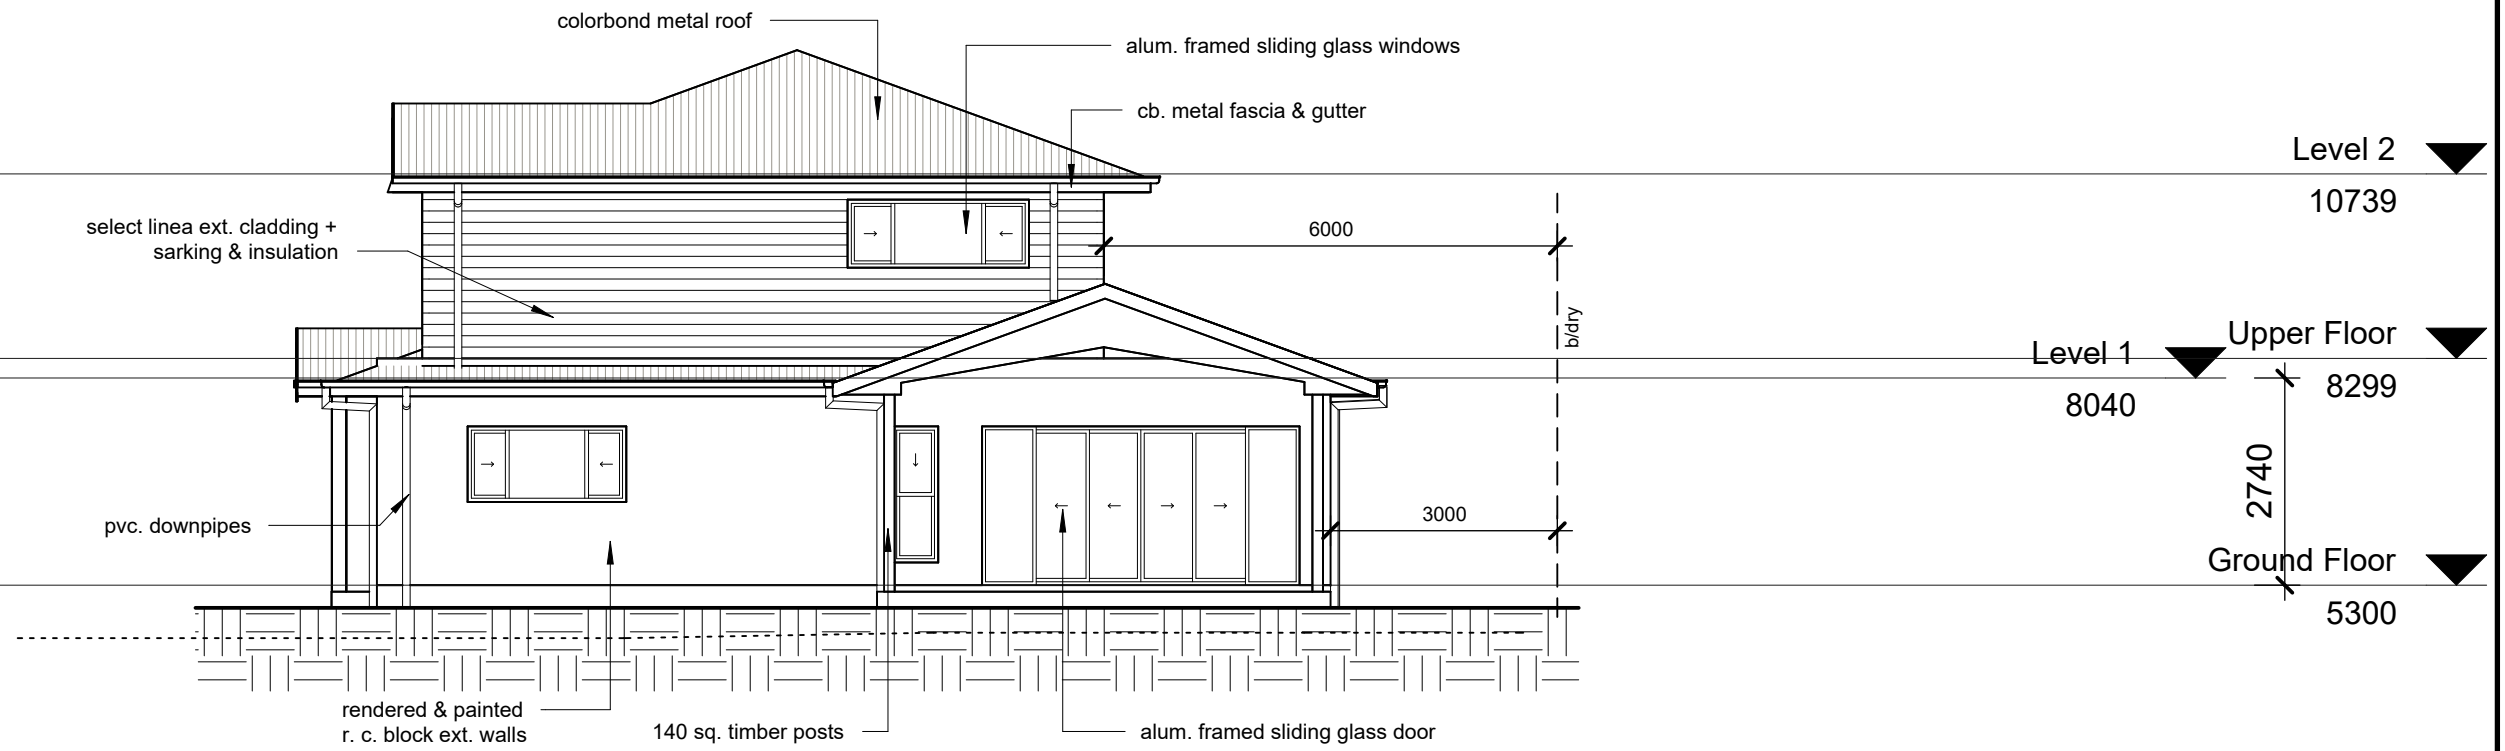 colorbond metal roof
alum. framed sliding glass windows
cb. metal fascia & gutter
Level 2
10739
select linea ext. cladding +
sarking & insulation
6000
b/dry
Upper Floor
Level 1
8299
8040
2740
pvc. downpipes
3000
Ground Floor
5300
rendered & painted
r. c. block ext. walls
140 sq. timber posts
alum. framed sliding glass door